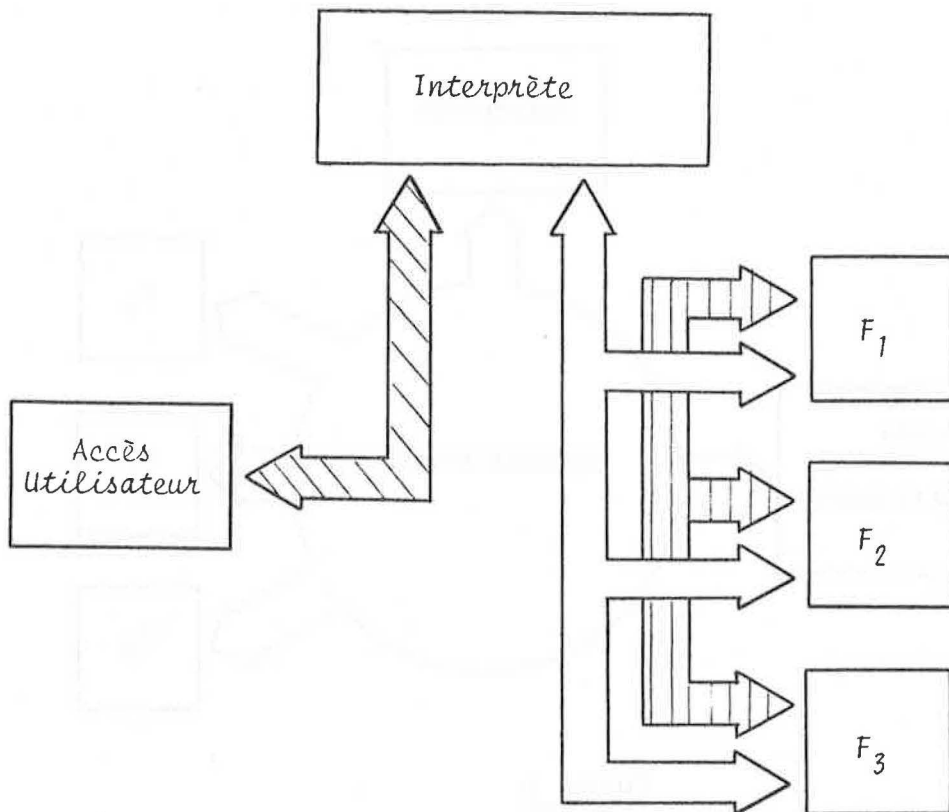 Interprète
Accès
Utilisateur
F1
F2
F3